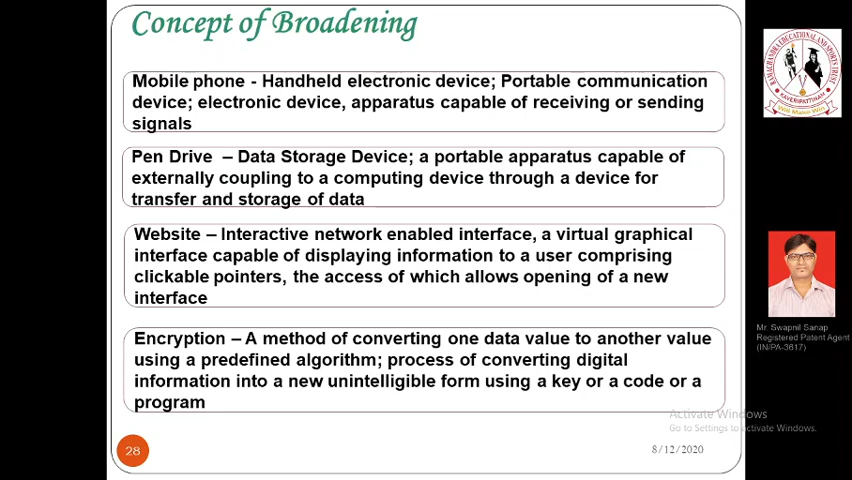 Concept of Broadening
Mobile phone - Handheld electronic device; Portable communication
device; electronic device, apparatus capable of receiving or sending
signals
Pen Drive – Data Storage Device; a portable apparatus capable of
externally coupling to a computing device through a device for
transfer and storage of data
Website – Interactive network enabled interface, a virtual graphical
interface capable of displaying information to a user comprising
clickable pointers, the access of which allows opening of a new
interface
Encryption – A method of converting one data value to another value
using a predefined algorithm; process of converting digital
information into a new unintelligible form using a key or a code or a
program
28
8/12/2020
Activate Windows
Go to Settings to activate Windows.
RAMACHANDRA EDUCATIONAL AND SPORTS TRUST
KAVERIPATTINAM
Mr. Swapnil Sanap
Registered Patent Agent
(IN/PA-3617)